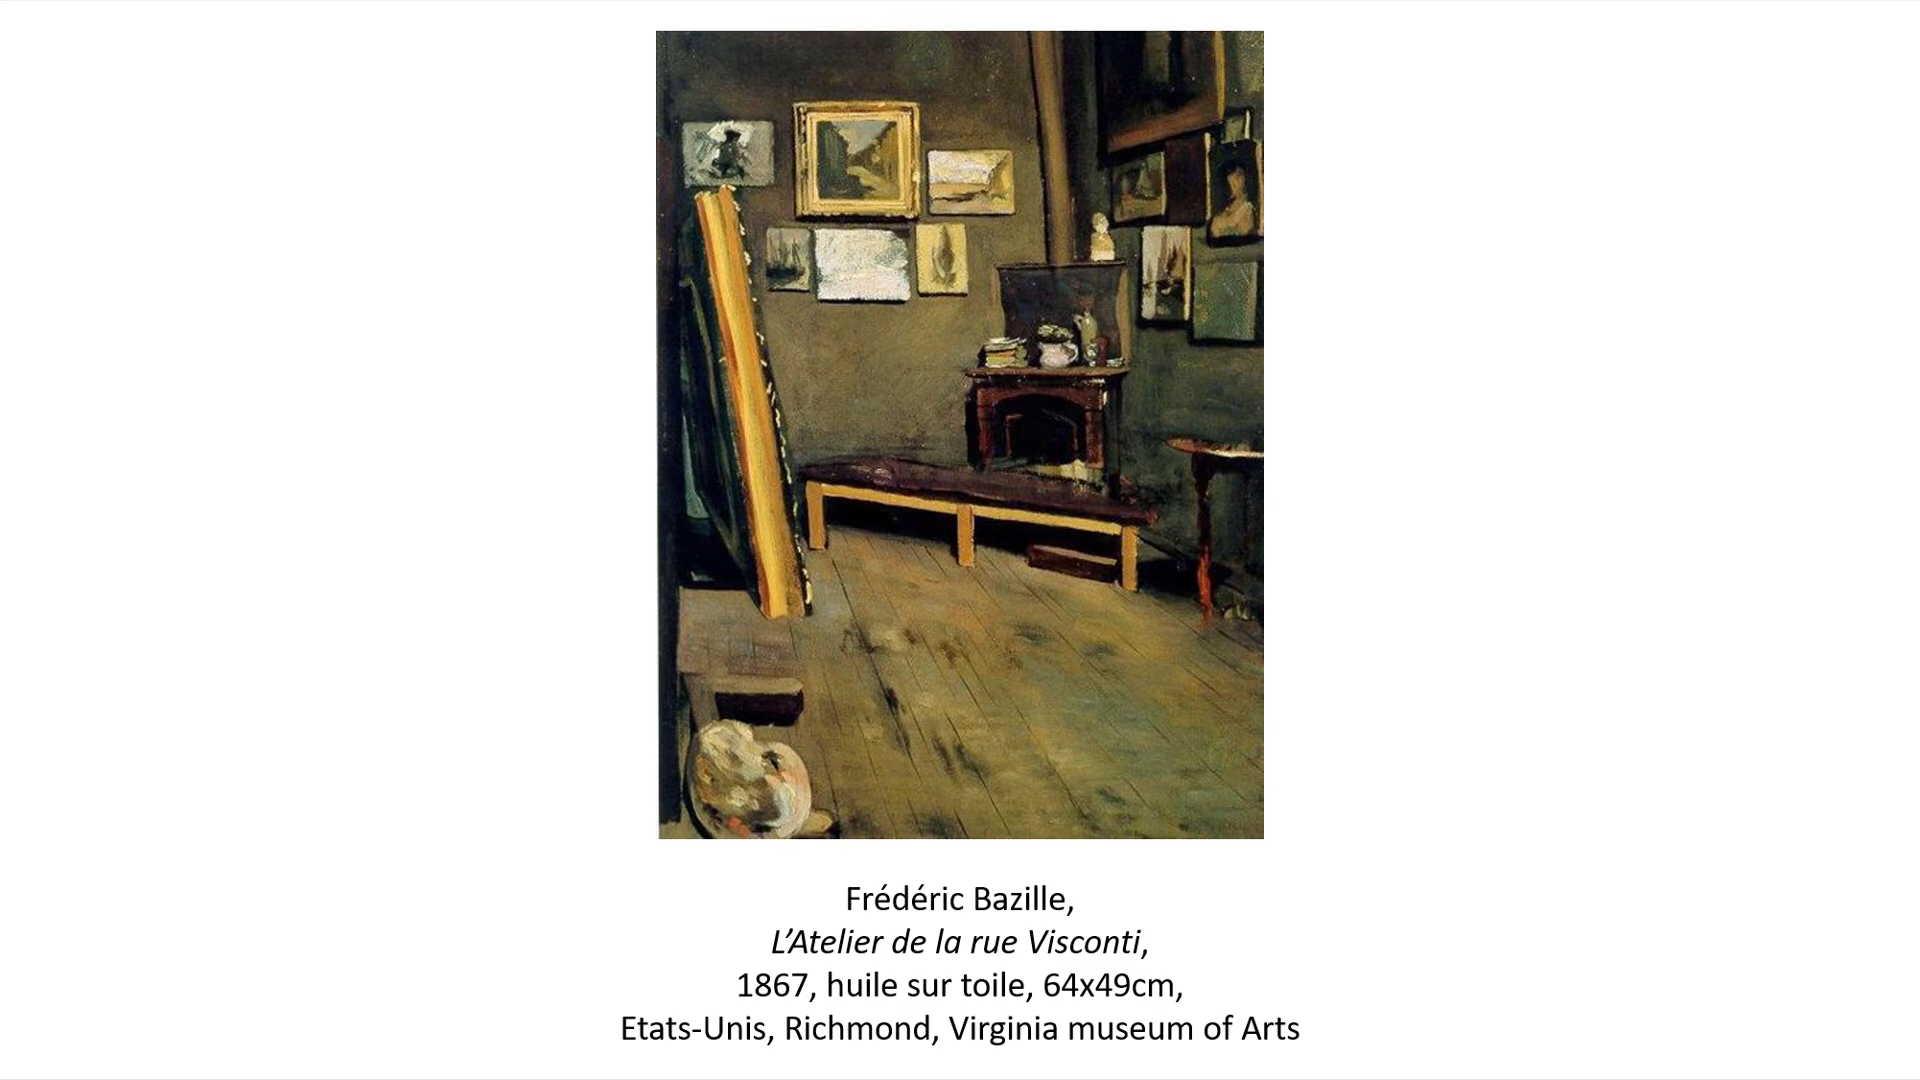 Frédéric Bazille,
L’Atelier de la rue Visconti,
1867, huile sur toile, 64x49cm,
Etats-Unis, Richmond, Virginia museum of Arts